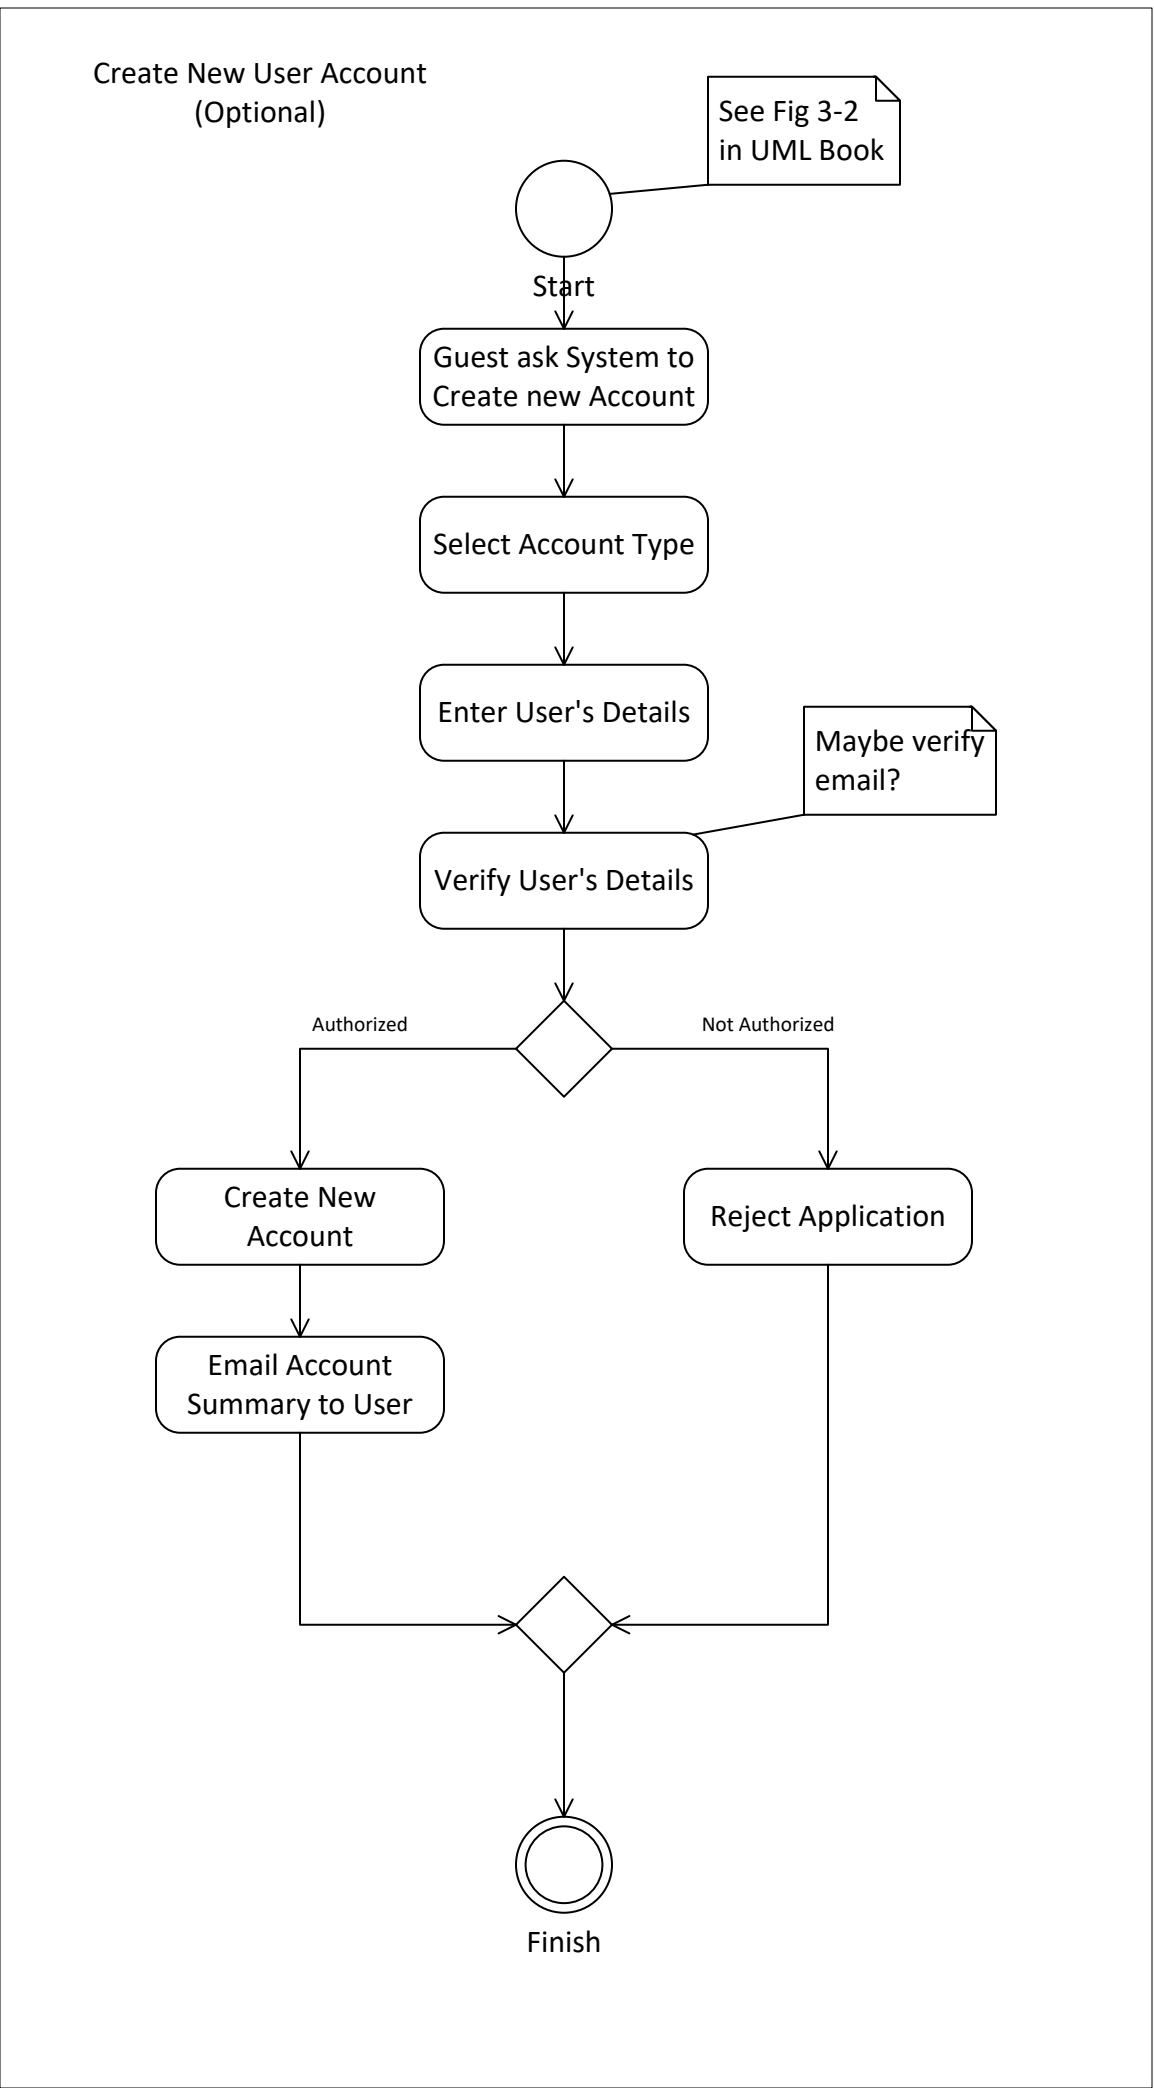 Create New User Account
(Optional)
See Fig 3-2
in UML Book
Start
Guest ask System to
Create new Account
Select Account Type
Enter User's Details
Maybe verify
email?
Verify User's Details
Authorized
Not Authorized
Create New
Account
Reject Application
Email Account
Summary to User
Finish